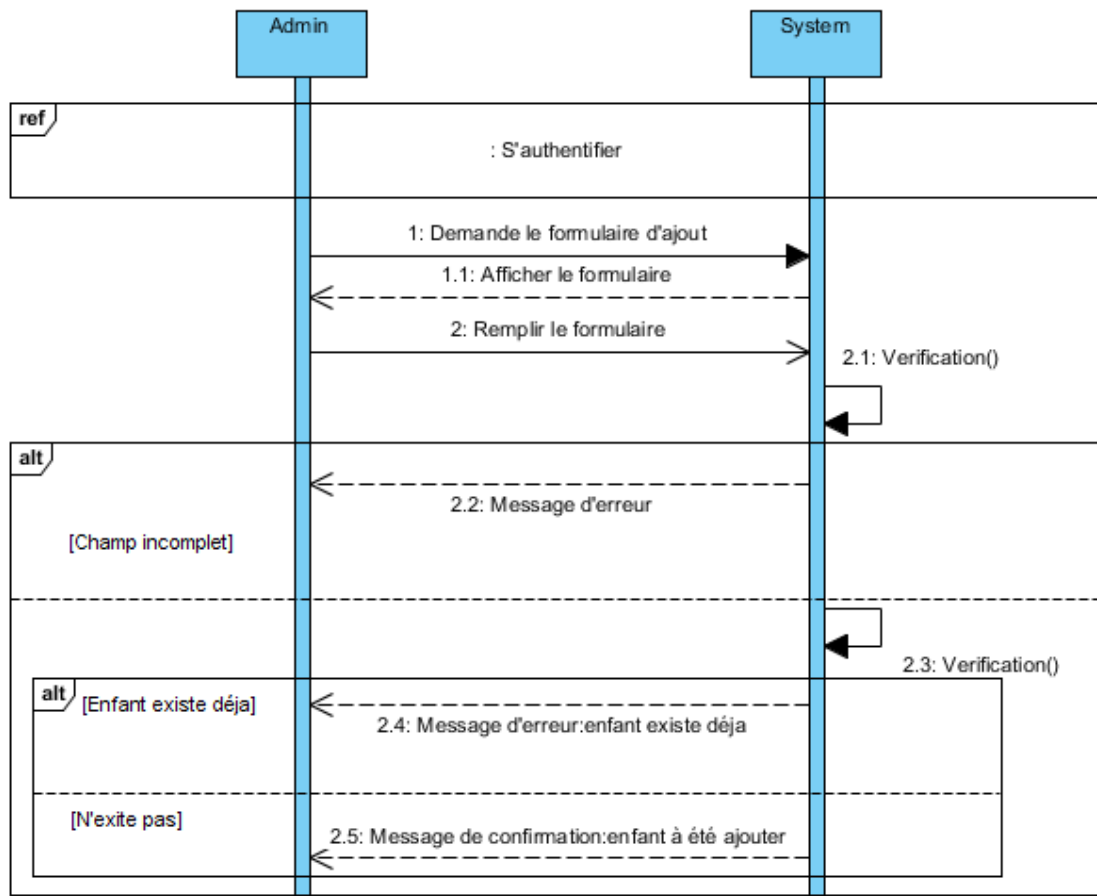 Admin
System
ref
: S'authentifier
1: Demande le formulaire d'ajout
1.1: Afficher le formulaire
2: Remplir le formulaire
2.1: Verification()
alt
2.2: Message d'erreur
[Champ incomplet]
2.3: Verification()
alt
[Enfant existe déja]
2.4: Message d'erreur:enfant existe déja
[N'exite pas]
2.5: Message de confirmation:enfant à été ajouter